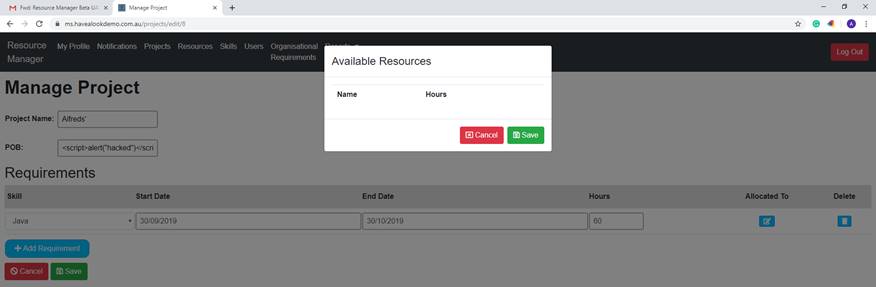 Fwd: Resource Manager Beta UA
Manage Project
ms.havealookdemo.com.au/projects/edit/8
A
Resource Manager
My Profile
Notifications
Projects
Resources
Skills
Users
Organisational Requirements
Log Out
Available Resources
Name Hours
Cancel Save
Manage Project
Project Name: Alfreds'
POB: <script>alert("hacked")</scri
Requirements
Skill Start Date End Date Hours Allocated To Delete
Java 30/09/2019 30/10/2019 60
Add Requirement
Cancel Save